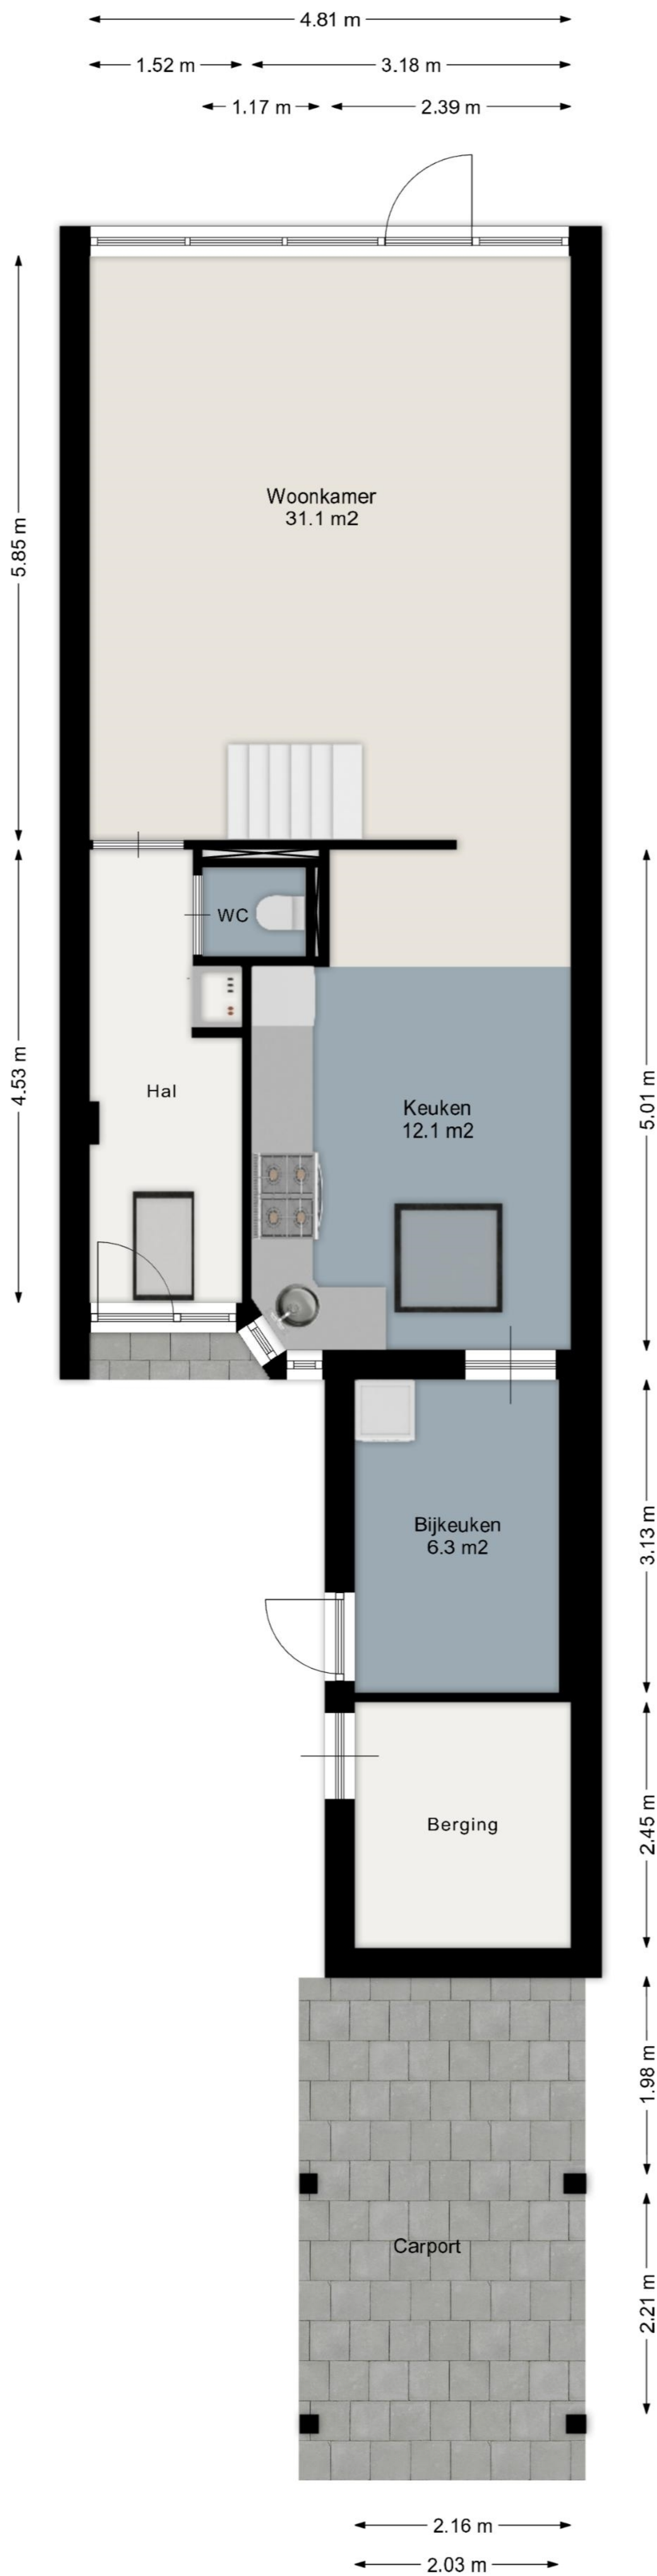 4.81 m
1.52 m
3.18 m
1.17 m
2.39 m
Woonkamer
31.1 m2
5.85 m
WC
Hal
4.53 m
Keuken
12.1 m2
5.01 m
Bijkeuken
6.3 m2
3.13 m
Berging
2.45 m
1.98 m
Carport
2.21 m
2.16 m
2.03 m